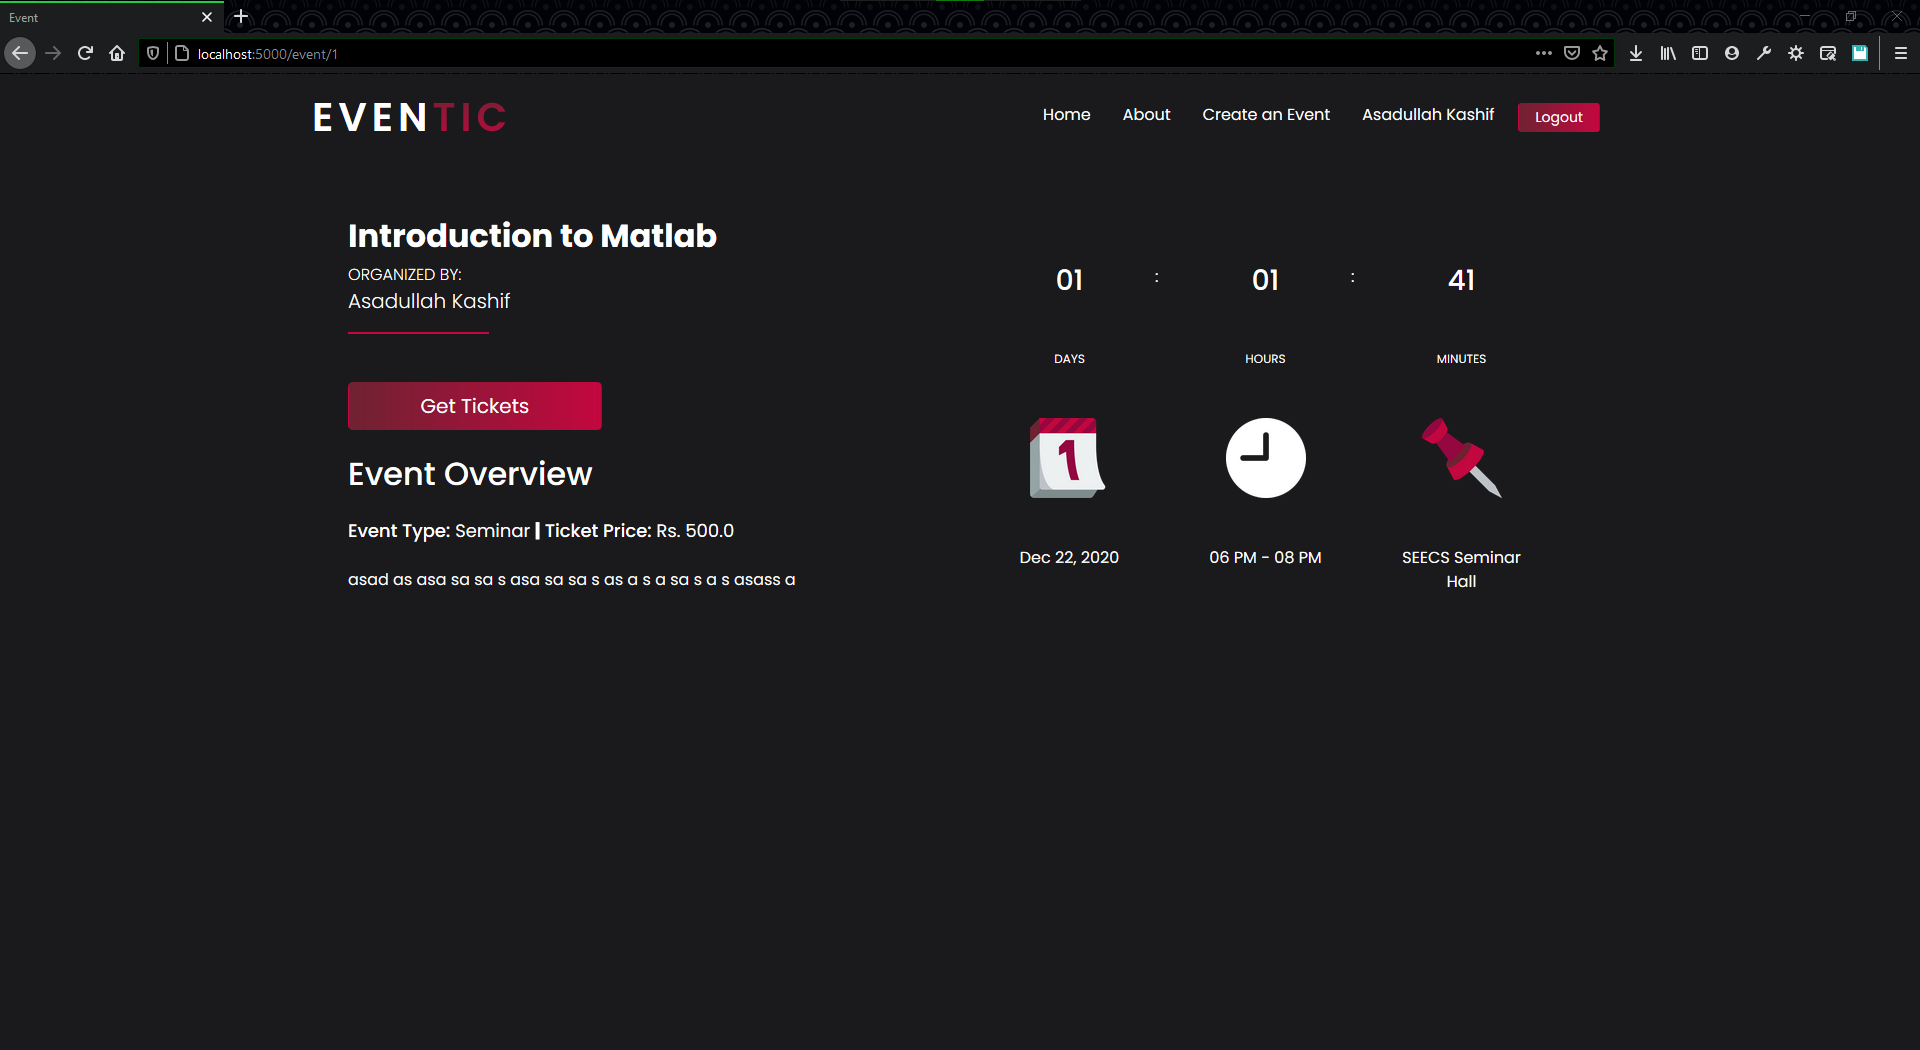 Event
localhost:5000/event/1
EVENTIC
Home About Create an Event Asadullah Kashif Logout
Introduction to Matlab
ORGANIZED BY:
Asadullah Kashif
Get Tickets
Event Overview
Event Type: Seminar | Ticket Price: Rs. 500.0
asad as asa sa sa s asa sa sa s as a s a sa s a s asass a
01 : 01 : 41
DAYS HOURS MINUTES
1
Dec 22, 2020
06 PM - 08 PM
SEECS Seminar
Hall